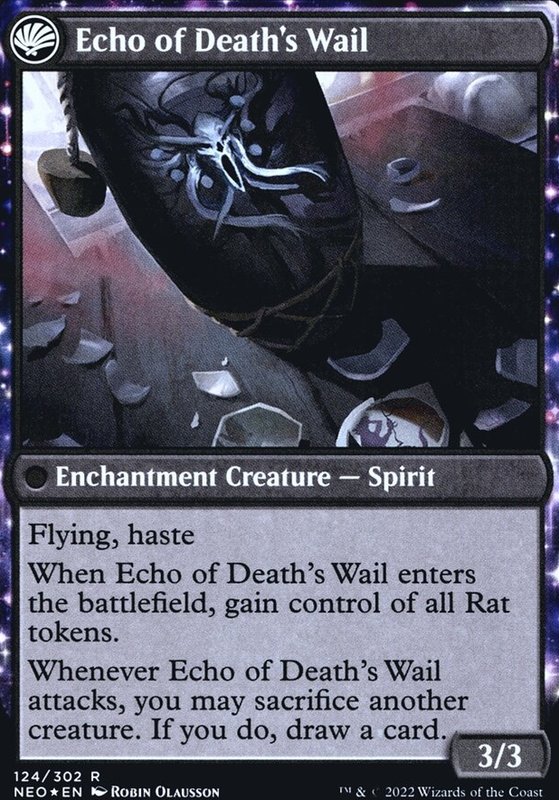 Echo of Death's Wail
Enchantment Creature — Spirit
Flying, haste
When Echo of Death's Wail enters
the battlefield, gain control of all Rat
tokens.
Whenever Echo of Death's Wail
attacks, you may sacrifice another
creature. If you do, draw a card.
3/3
124/302 R
NEO★EN Robin Olausson
™ & © 2022 Wizards of the Coast